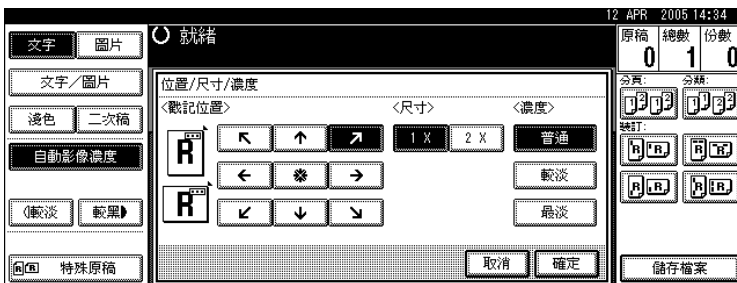 12 APR 2005 14:34
文字 圖片
就緒
原稿 總數 份數
0 1 0
文字／圖片
淺色 二次稿
自動影像濃度
(較淡 較黑)
特殊原稿
位置/尺寸/濃度
<戳記位置> <尺寸> <濃度>
1 X 2 X
普通
較淡
最淡
取消 確定
分頁: 分類:
裝訂:
儲存檔案